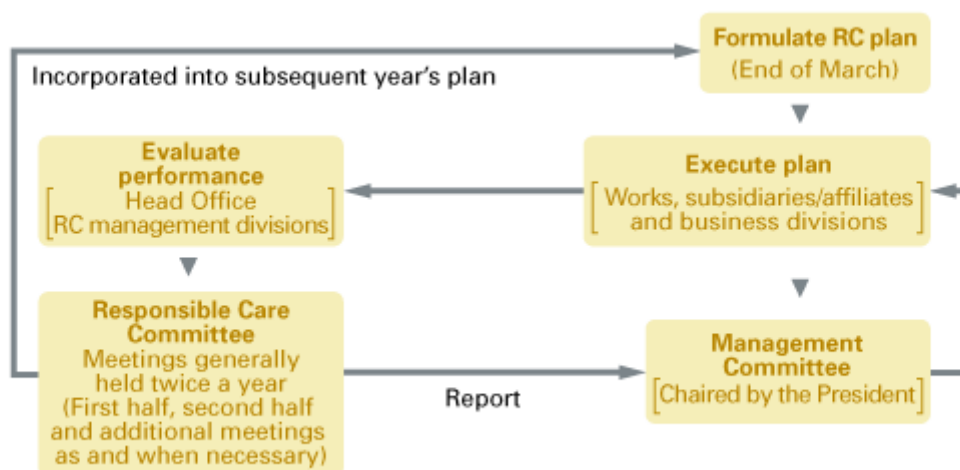 Formulate RC plan
(End of March)
Incorporated into subsequent year's plan
Evaluate
performance
[Head Office
RC management divisions]
Execute plan
[Works, subsidiaries/affiliates
and business divisions]
Responsible Care
Committee
Meetings generally
held twice a year
(First half, second half
and additional meetings
as and when necessary)
Report
Management
Committee
[Chaired by the President]